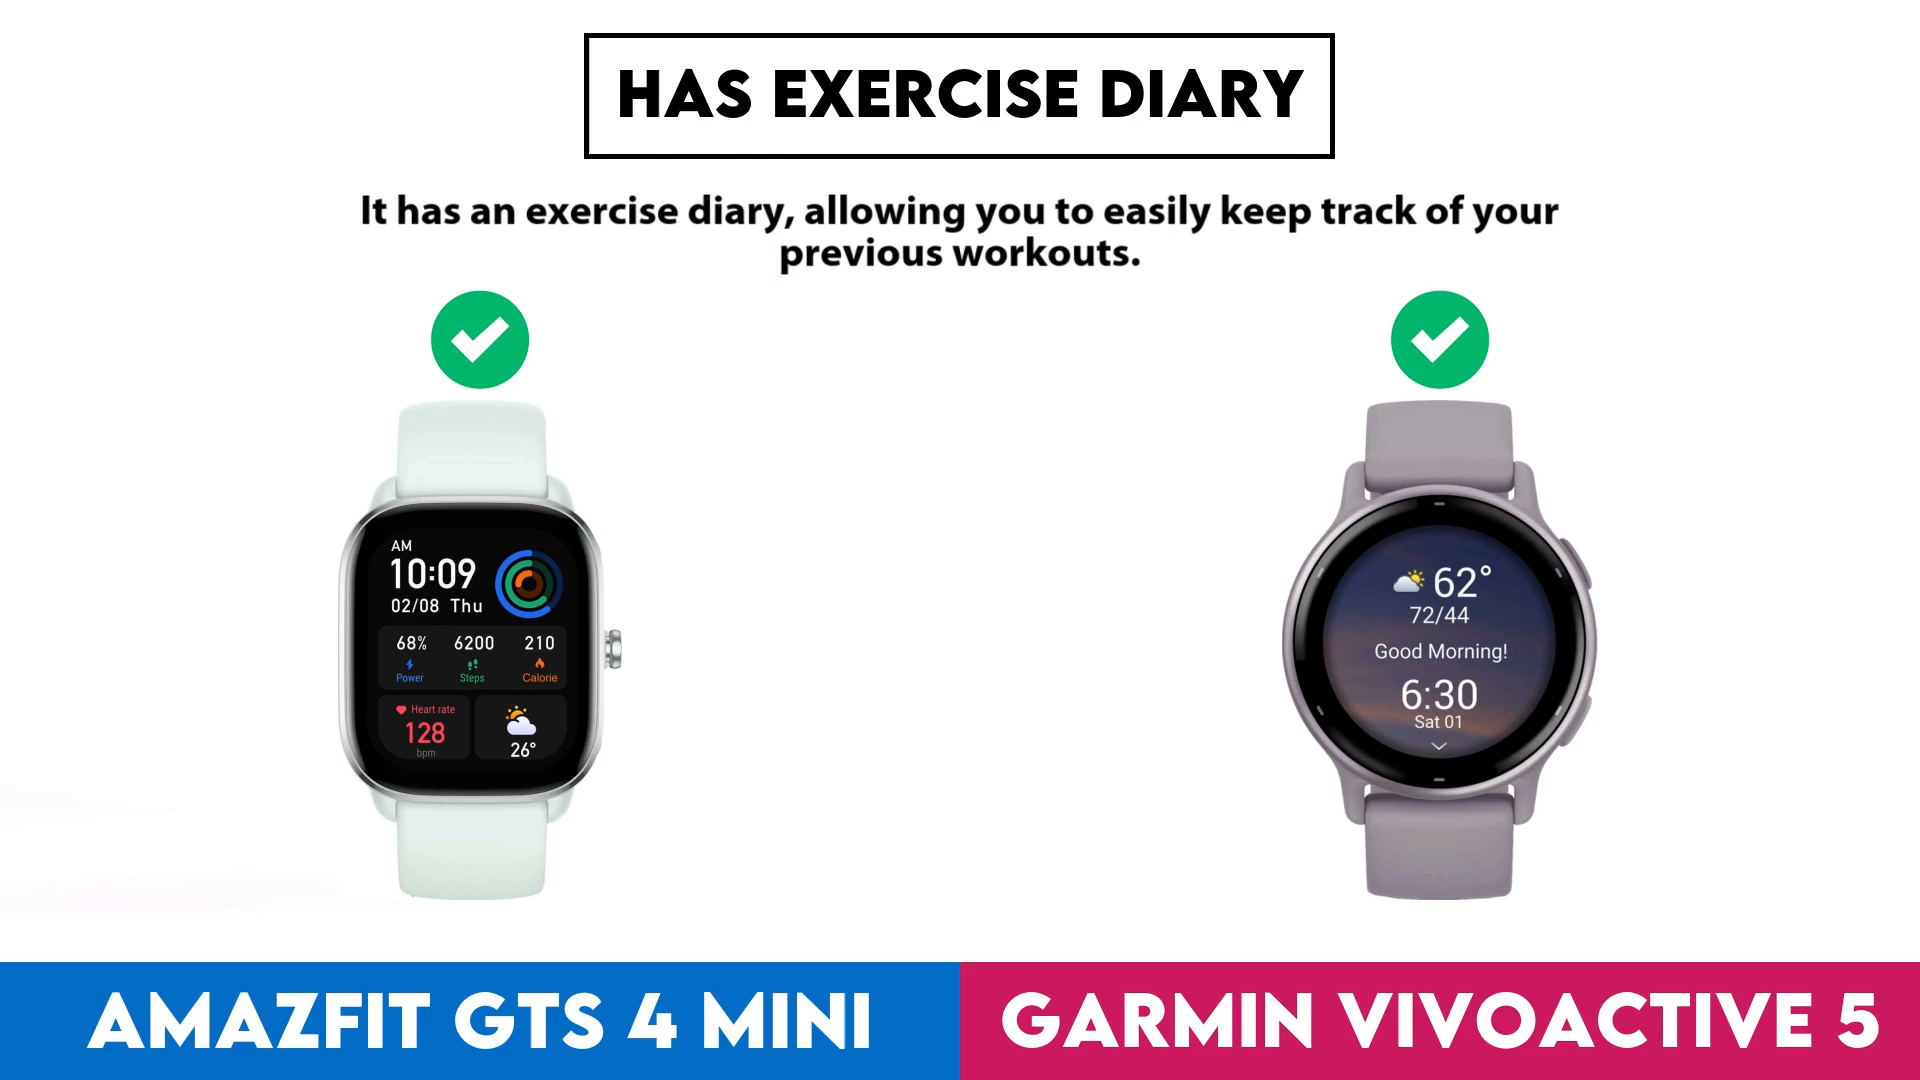 HAS EXERCISE DIARY
It has an exercise diary, allowing you to easily keep track of your
previous workouts.
AM
10:09
02/08 Thu
68% 6200 210
Power Steps Calorie
Heart rate
128
bpm
26°
62°
72/44
Good Morning!
6:30
Sat 01
AMAZFIT GTS 4 MINI
GARMIN VIVOACTIVE 5